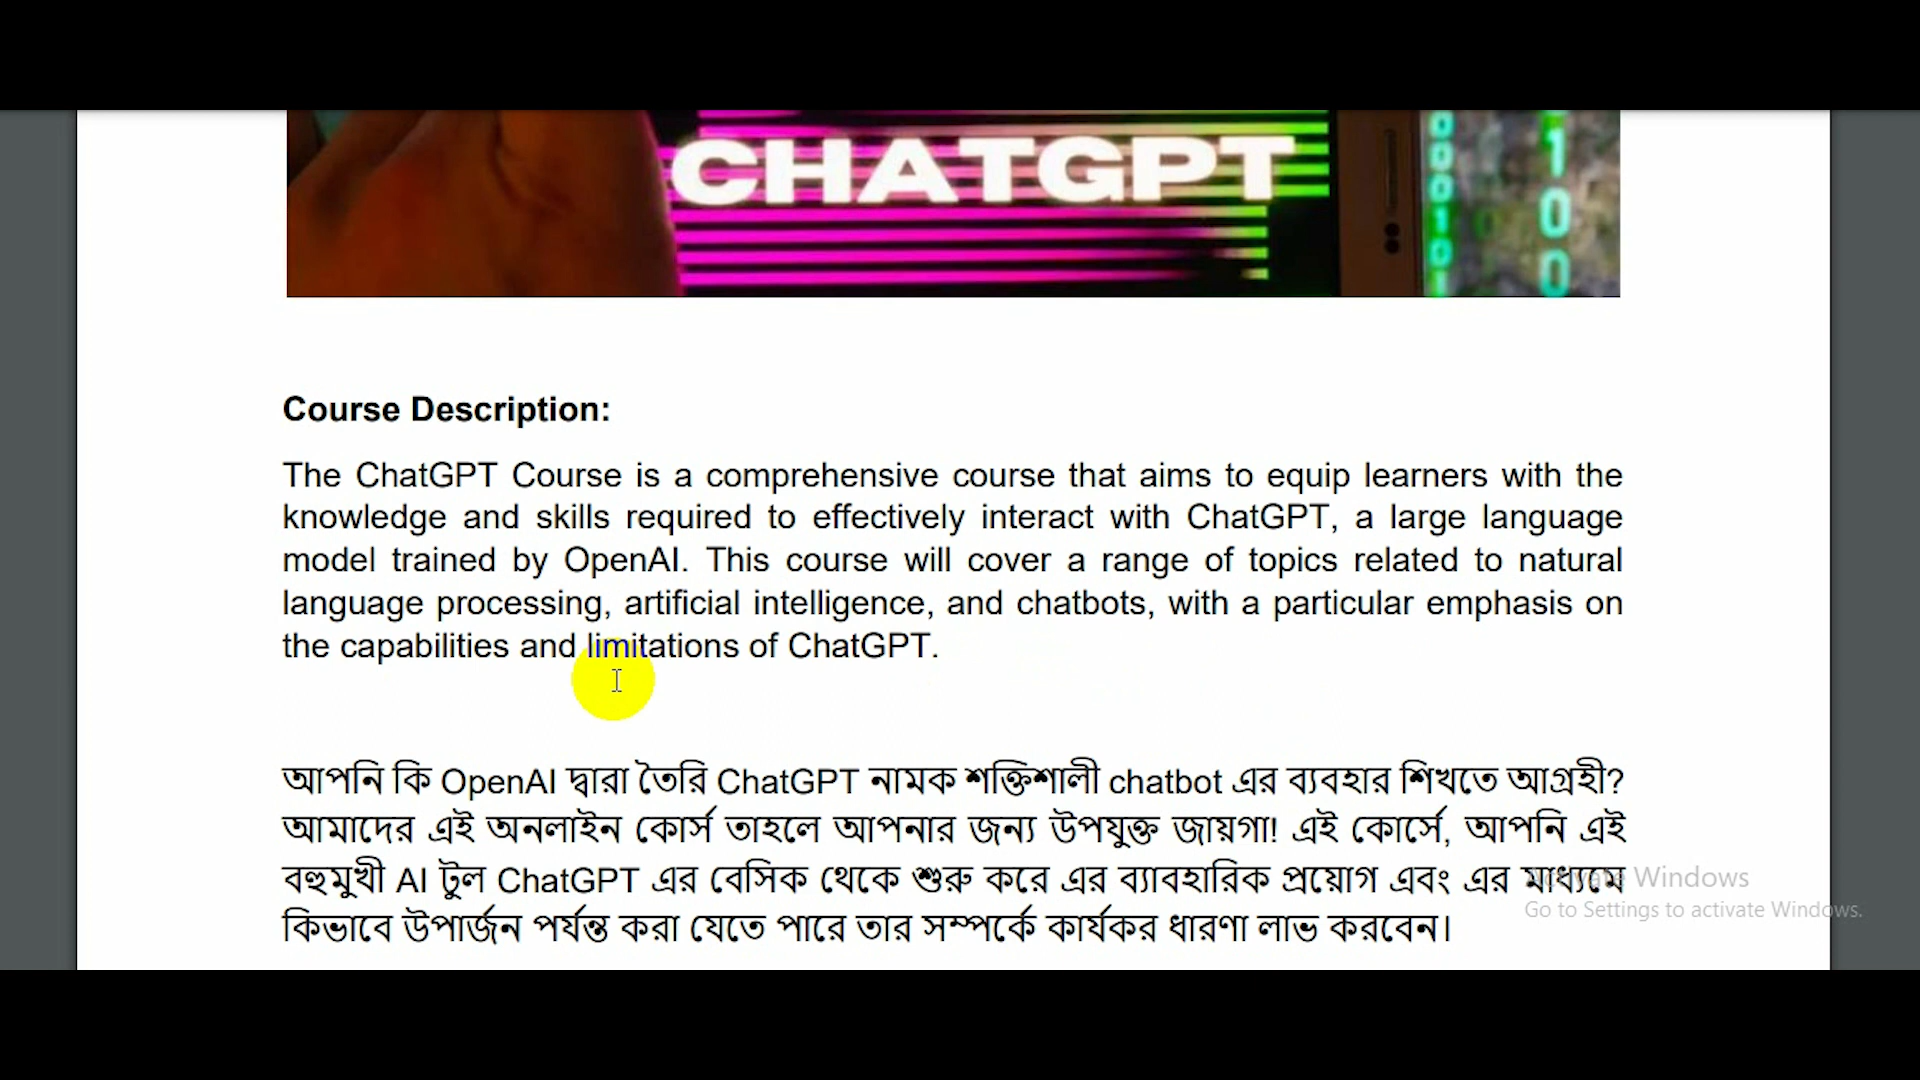 CHATGPT
Course Description:
The ChatGPT Course is a comprehensive course that aims to equip learners with the
knowledge and skills required to effectively interact with ChatGPT, a large language
model trained by OpenAI. This course will cover a range of topics related to natural
language processing, artificial intelligence, and chatbots, with a particular emphasis on
the capabilities and limitations of ChatGPT.
আপনি কি OpenAI দ্বারা তৈরি ChatGPT নামক শক্তিশালী chatbot এর ব্যবহার শিখতে আগ্রহী?
আমাদের এই অনলাইন কোর্স তাহলে আপনার জন্য উপযুক্ত জায়গা! এই কোর্সে, আপনি এই
বহুমুখী AI টুল ChatGPT এর বেসিক থেকে শুরু করে এর ব্যাবহারিক প্রয়োগ এবং এর মাধ্যমে
কিভাবে উপার্জন পর্যন্ত করা যেতে পারে তার সম্পর্কে কার্যকর ধারণা লাভ করবেন।
Activate Windows
Go to Settings to activate Windows.